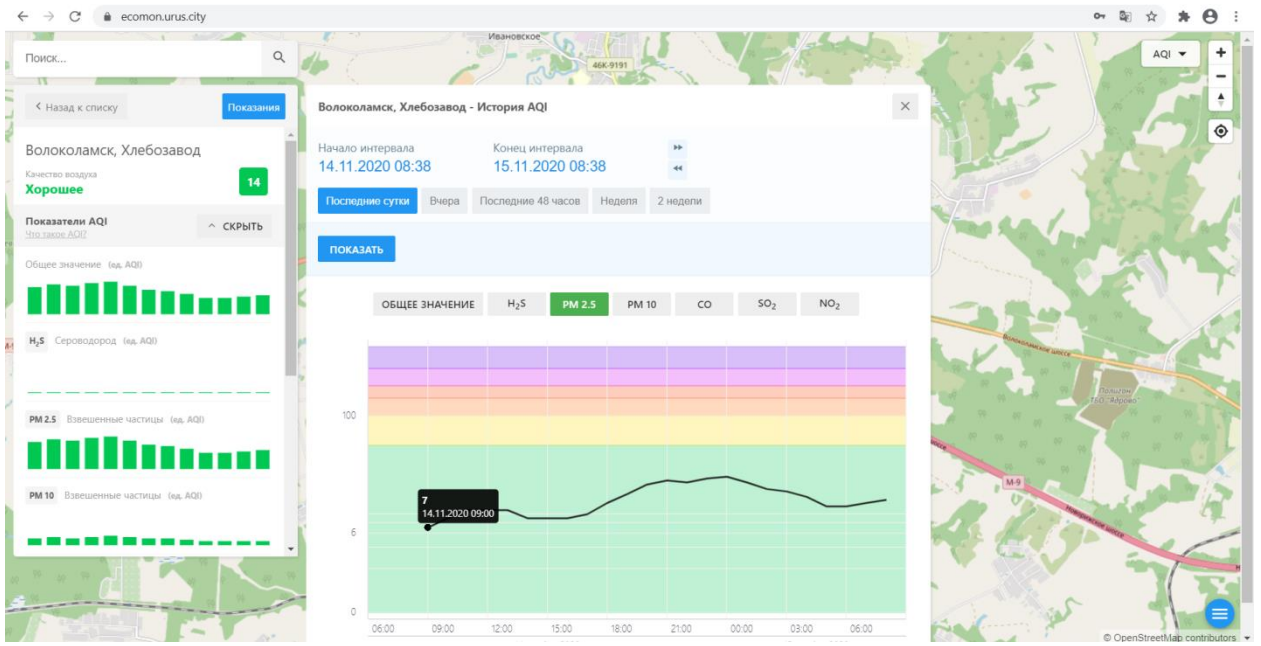 ecomon.urus.city
Поиск...
Ивановское
46К-9191
AQI
Назад к списку
Показания
Волоколамск, Хлебозавод - История AQI
Волоколамск, Хлебозавод
Качество воздуха
Хорошее
14
Показатели AQI
Что такое AQI?
СКРЫТЬ
Общее значение (ед. AQI)
H₂S Сероводород (ед. AQI)
PM 2.5 Взвешенные частицы (ед. AQI)
PM 10 Взвешенные частицы (ед. AQI)
Начало интервала
Конец интервала
14.11.2020 08:38
15.11.2020 08:38
Последние сутки
Вчера
Последние 48 часов
Неделя
2 недели
ПОКАЗАТЬ
ОБЩЕЕ ЗНАЧЕНИЕ
H₂S
PM 2.5
PM 10
CO
SO₂
NO₂
100
7
14.11.2020 09:00
6
0
06:00 09:00 12:00 15:00 18:00 21:00 00:00 03:00 06:00
Волоколамское шоссе
Полигон
ТБО "Ядрово"
М-9
Новорижское шоссе
© OpenStreetMap contributors